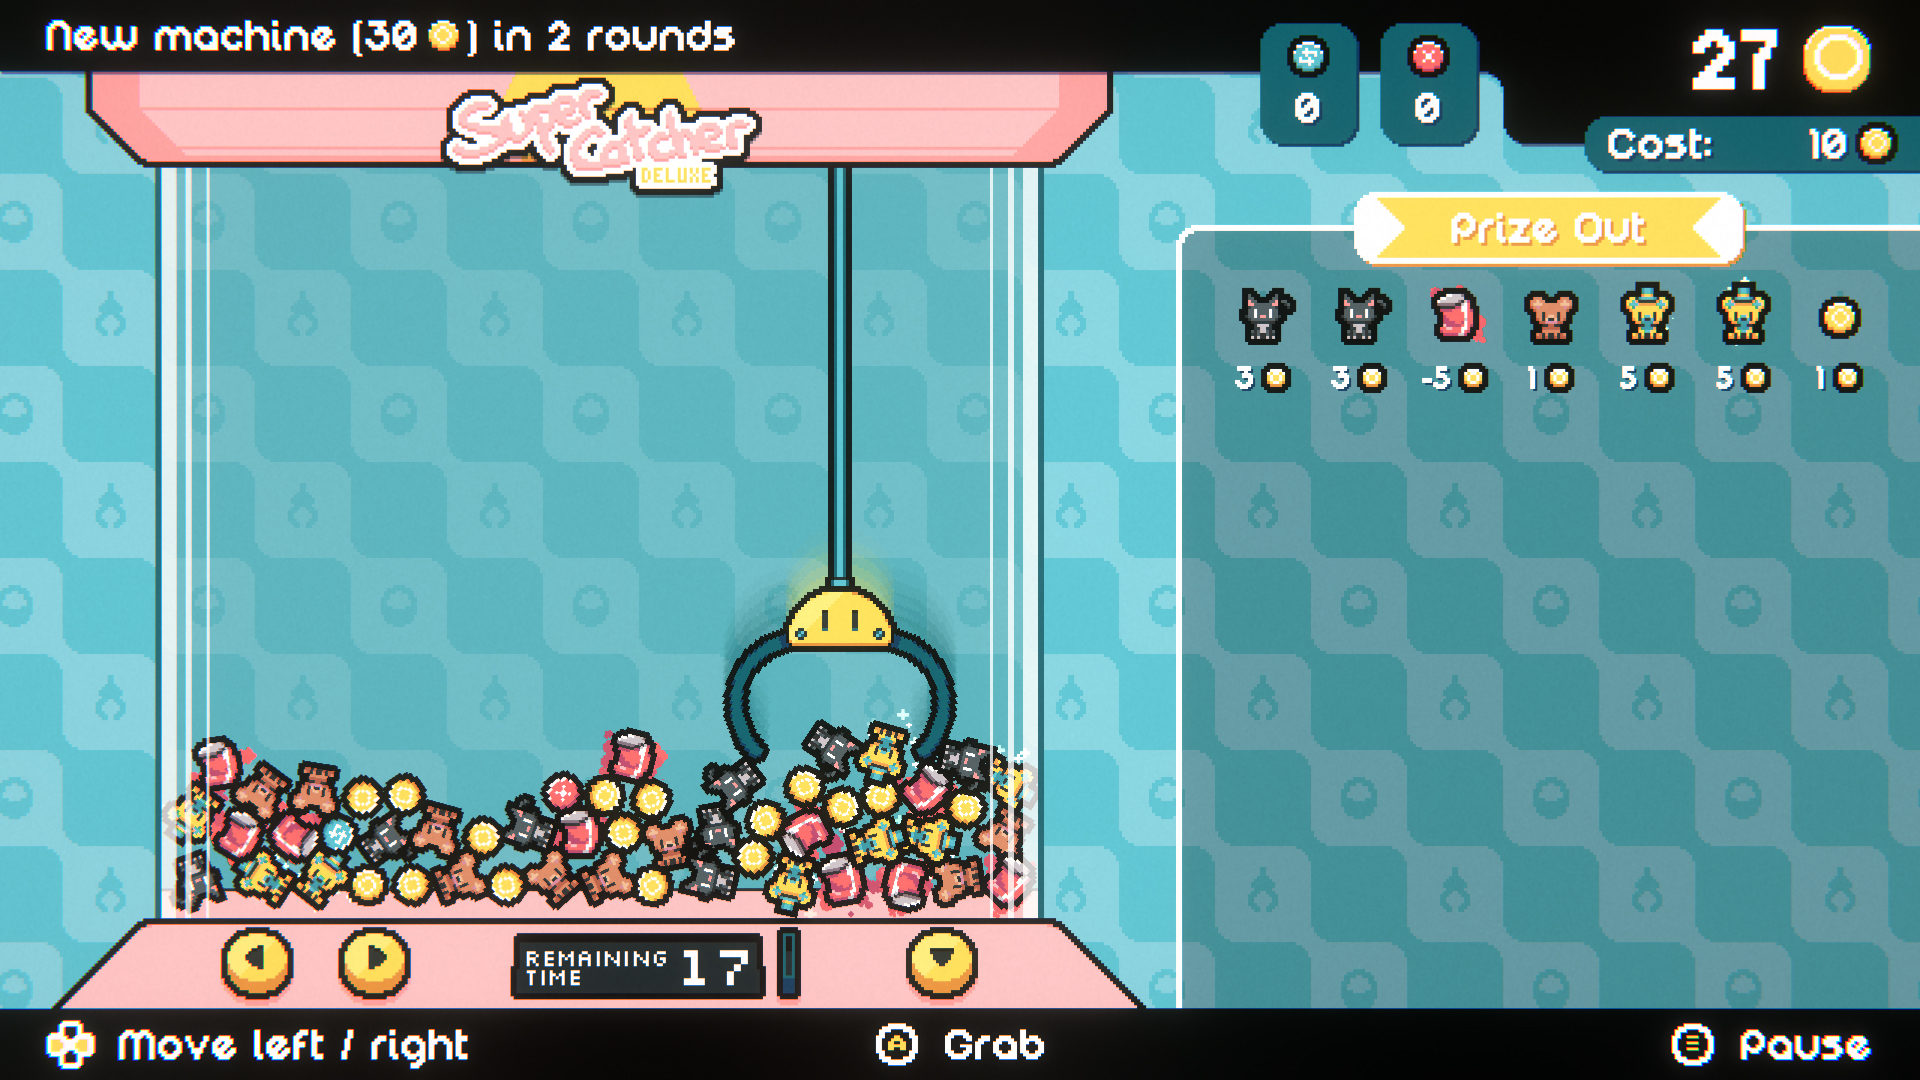 New machine (30 ) in 2 rounds
0
0
27
Cost: 10
Super Catcher
DELUXE
Prize Out
3 3 -5 1 5 5 1
REMAINING TIME 17
Move left / right
A Grab
Pause